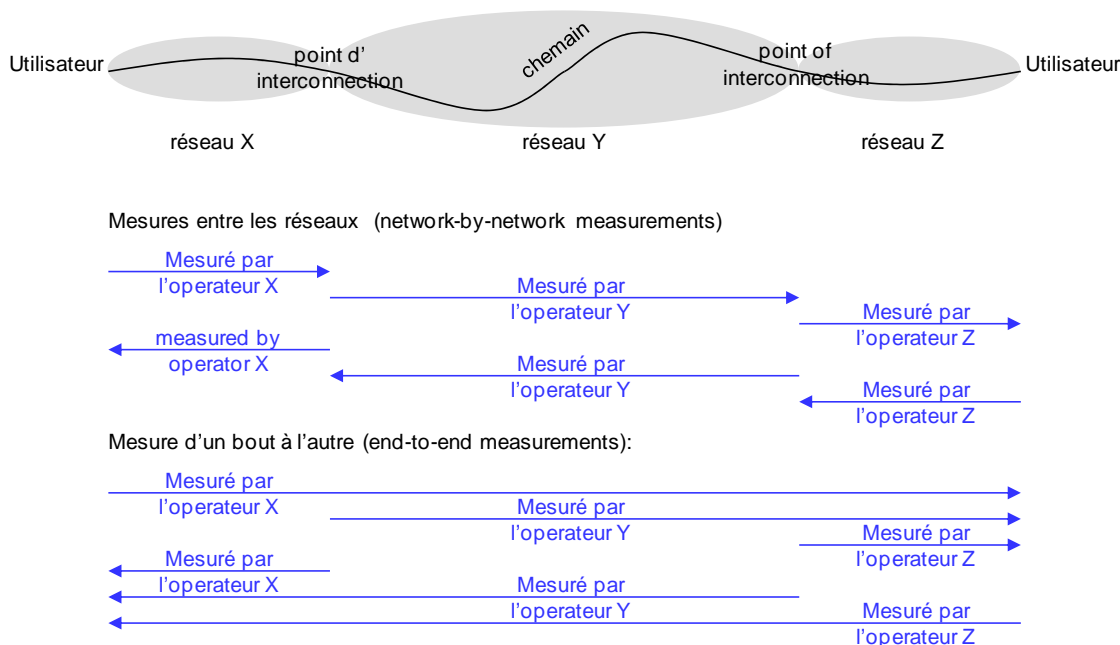 Utilisateur
point d'
interconnection
chemain
point of
interconnection
Utilisateur
réseau X
réseau Y
réseau Z
Mesures entre les réseaux (network-by-network measurements)
Mesuré par
l'operateur X
Mesuré par
l'operateur Y
Mesuré par
l'operateur Z
measured by
operator X
Mesuré par
l'operateur Y
Mesuré par
l'operateur Z
Mesure d'un bout à l'autre (end-to-end measurements):
Mesuré par
l'operateur X
Mesuré par
l'operateur Y
Mesuré par
l'operateur Z
Mesuré par
l'operateur X
Mesuré par
l'operateur Y
Mesuré par
l'operateur Z